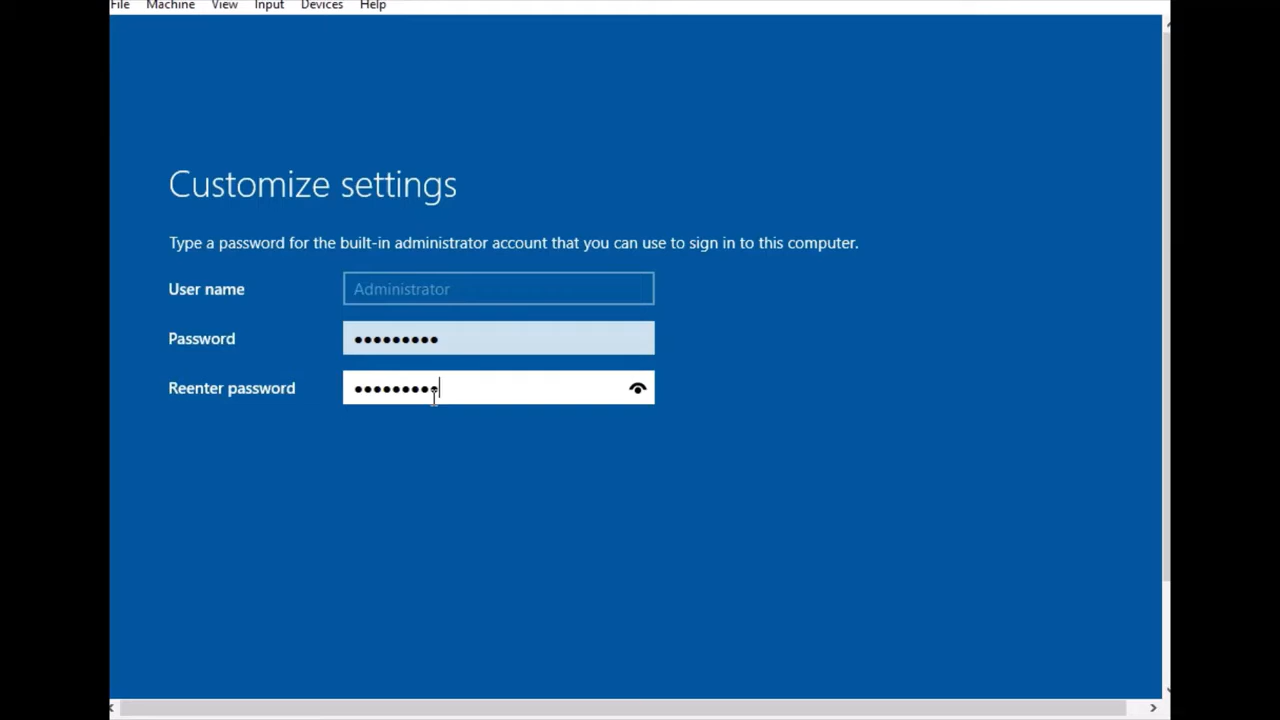 File Machine View Input Devices Help
Customize settings
Type a password for the built-in administrator account that you can use to sign in to this computer.
User name Administrator
Password •••••••••
Reenter password •••••••••